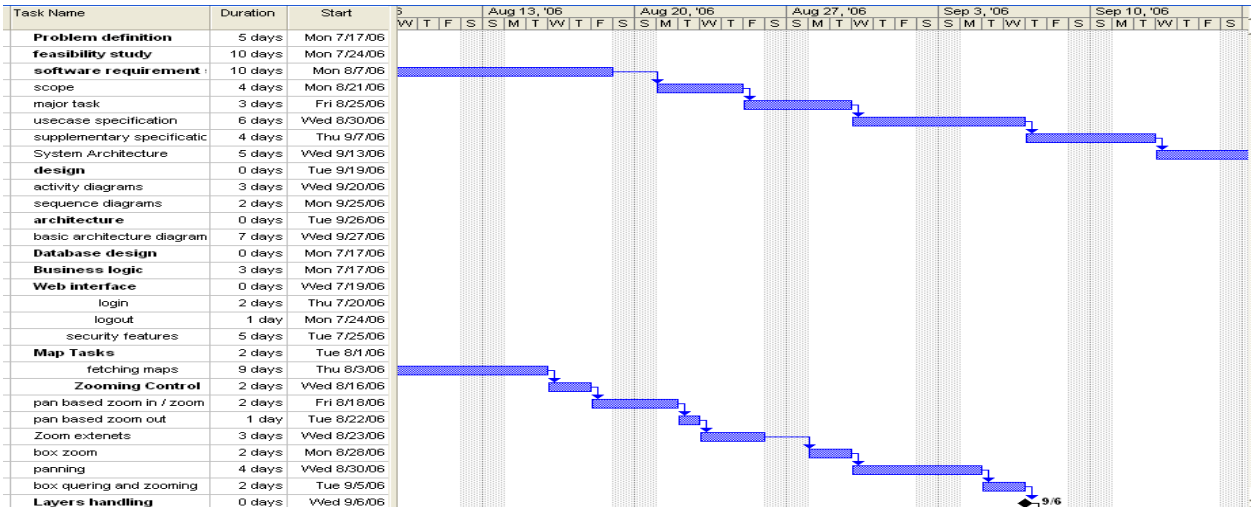 Task Name Duration Start 6 Aug 13, '06 Aug 20, '06 Aug 27, '06 Sep 3, '06 Sep 10, '06
W T F S S M T W T F S S M T W T F S S M T W T F S S M T W T F S S M T W T F S
Problem definition 5 days Mon 7/17/06
feasibility study 10 days Mon 7/24/06
software requirement 10 days Mon 8/7/06
scope 4 days Mon 8/21/06
major task 3 days Fri 8/25/06
usecase specification 6 days Wed 8/30/06
supplementary specificatic 4 days Thu 9/7/06
System Architecture 5 days Wed 9/13/06
design 0 days Tue 9/19/06
activity diagrams 3 days Wed 9/20/06
sequence diagrams 2 days Mon 9/25/06
architecture 0 days Tue 9/26/06
basic architecture diagram 7 days Wed 9/27/06
Database design 0 days Mon 7/17/06
Business logic 3 days Mon 7/17/06
Web interface 0 days Wed 7/19/06
login 2 days Thu 7/20/06
logout 1 day Mon 7/24/06
security features 5 days Tue 7/25/06
Map Tasks 2 days Tue 8/1/06
fetching maps 9 days Thu 8/3/06
Zooming Control 2 days Wed 8/16/06
pan based zoom in / zoom 2 days Fri 8/18/06
pan based zoom out 1 day Tue 8/22/06
Zoom extenets 3 days Wed 8/23/06
box zoom 2 days Mon 8/28/06
panning 4 days Wed 8/30/06
box quering and zooming 2 days Tue 9/5/06
Layers handling 0 days Wed 9/6/06 9/6